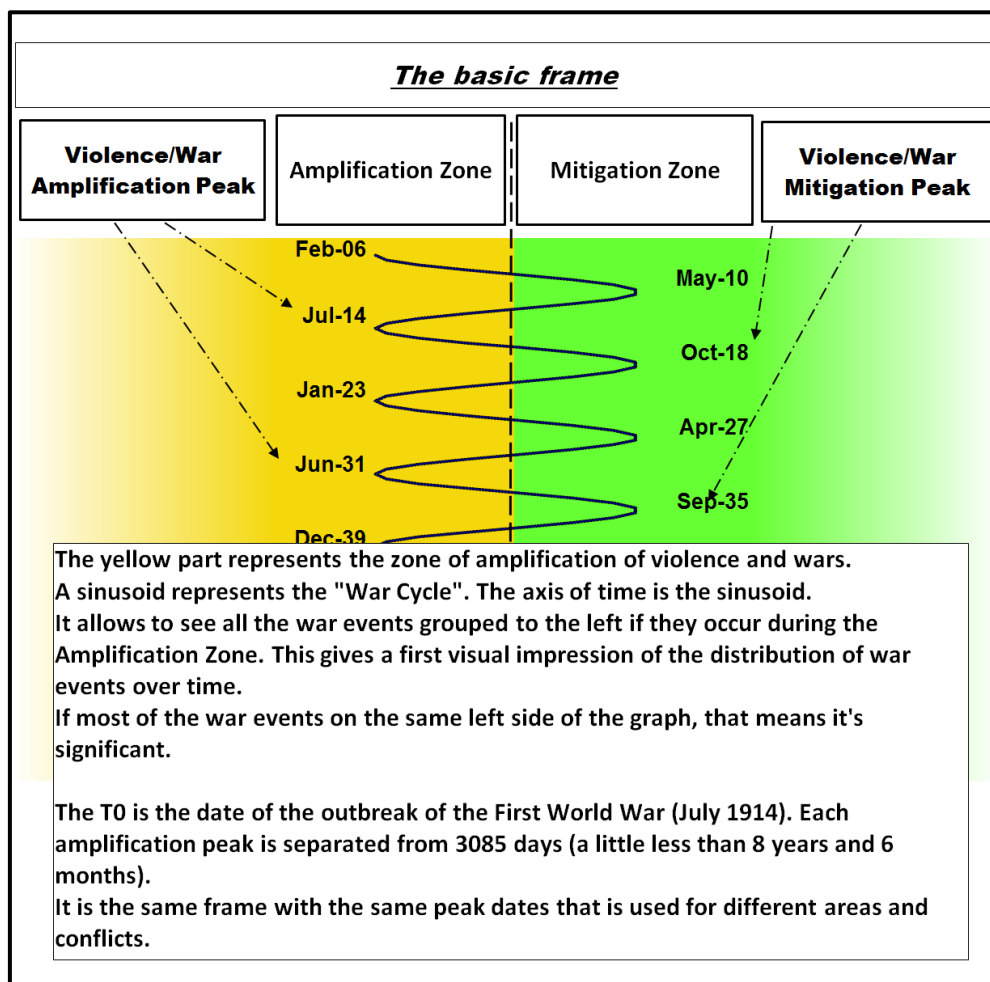 The basic frame
Violence/War
Amplification Peak
Amplification Zone
Mitigation Zone
Violence/War
Mitigation Peak
Feb-06
May-10
Jul-14
Oct-18
Jan-23
Apr-27
Jun-31
Sep-35
Dec-39
The yellow part represents the zone of amplification of violence and wars.
A sinusoid represents the "War Cycle". The axis of time is the sinusoid.
It allows to see all the war events grouped to the left if they occur during the
Amplification Zone. This gives a first visual impression of the distribution of war
events over time.
If most of the war events on the same left side of the graph, that means it's
significant.
The T0 is the date of the outbreak of the First World War (July 1914). Each
amplification peak is separated from 3085 days (a little less than 8 years and 6
months).
It is the same frame with the same peak dates that is used for different areas and
conflicts.